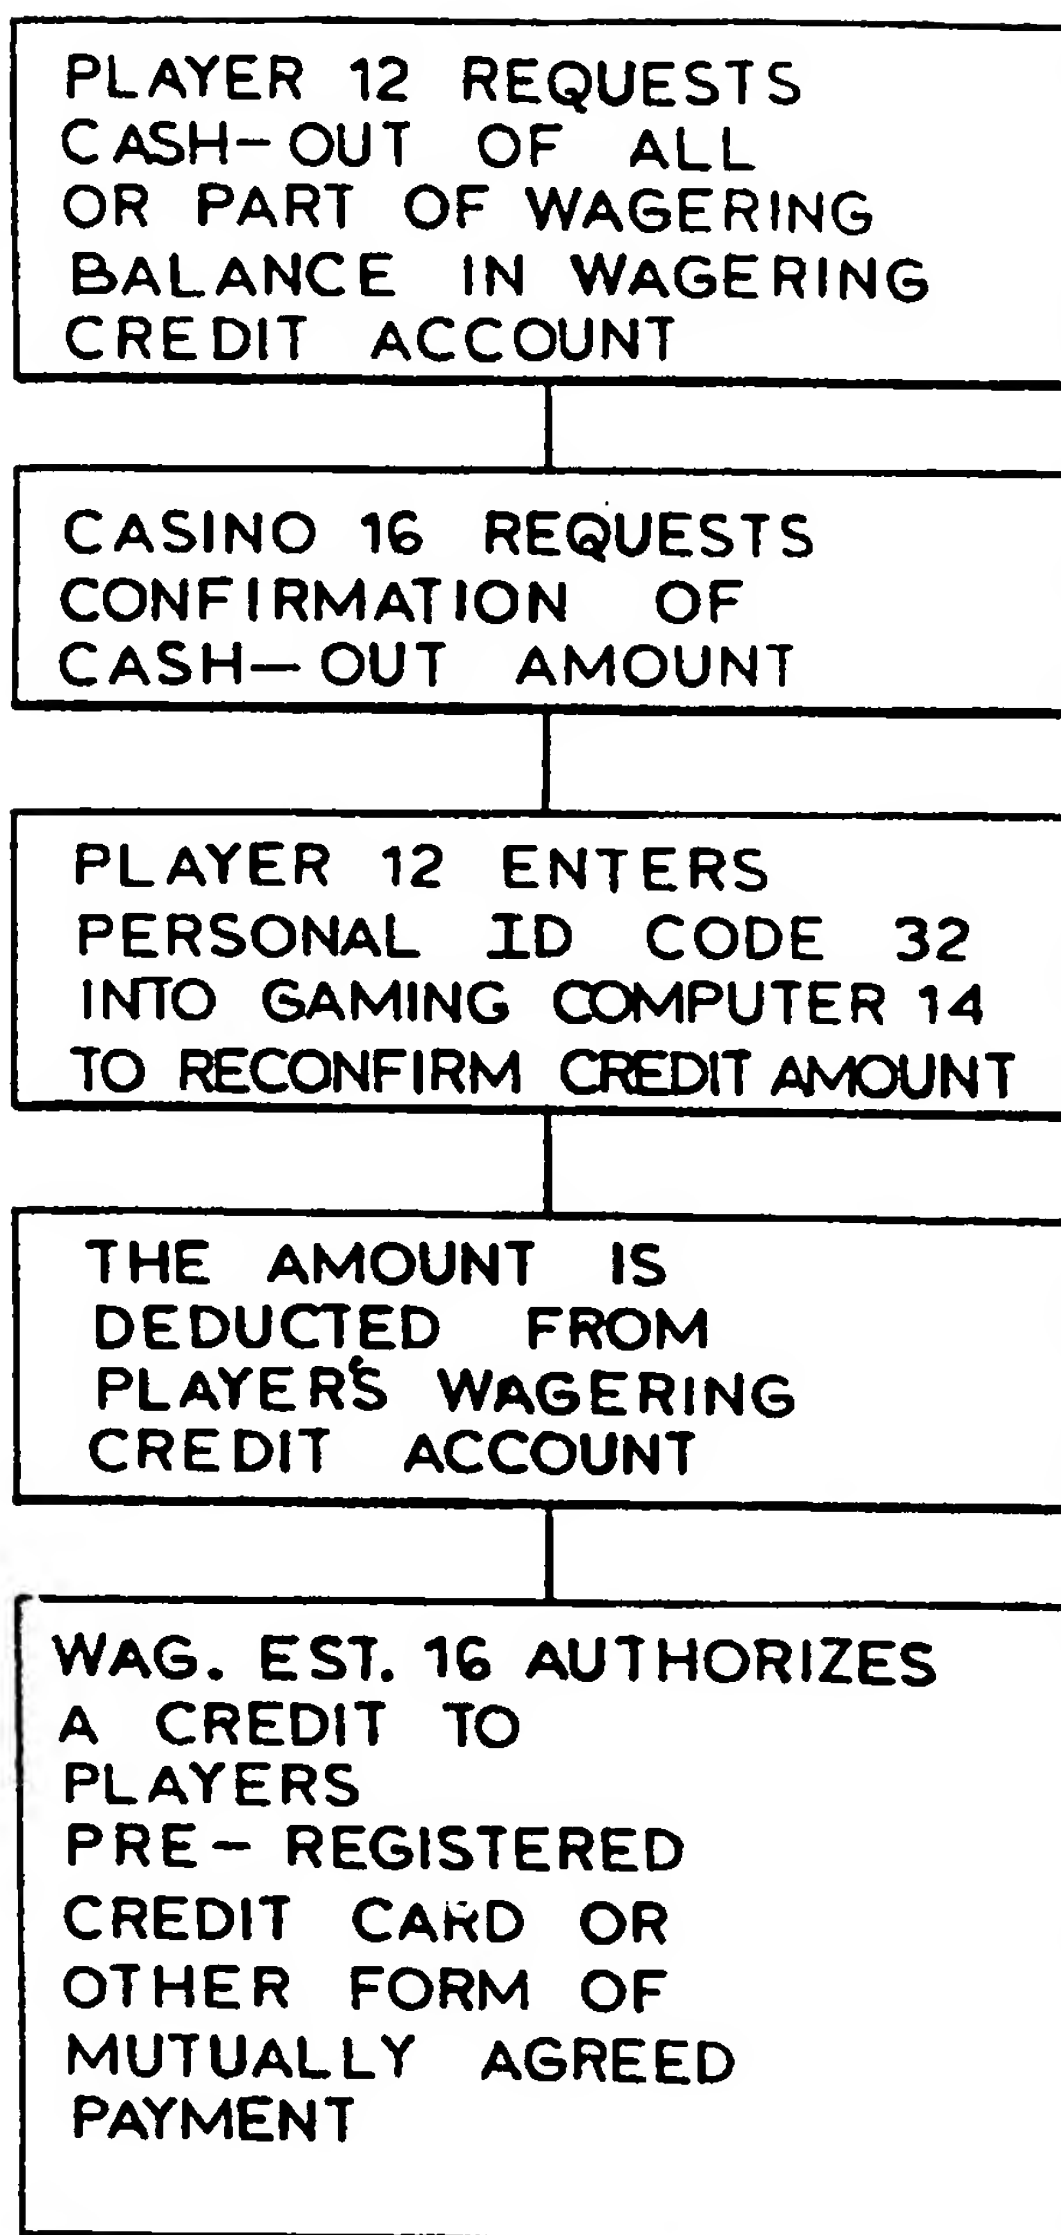 PLAYER 12 REQUESTS
CASH-OUT OF ALL
OR PART OF WAGERING
BALANCE IN WAGERING
CREDIT ACCOUNT
CASINO 16 REQUESTS
CONFIRMATION OF
CASH-OUT AMOUNT
PLAYER 12 ENTERS
PERSONAL ID CODE 32
INTO GAMING COMPUTER 14
TO RECONFIRM CREDIT AMOUNT
THE AMOUNT IS
DEDUCTED FROM
PLAYER'S WAGERING
CREDIT ACCOUNT
WAG. EST. 16 AUTHORIZES
A CREDIT TO
PLAYERS
PRE-REGISTERED
CREDIT CARD OR
OTHER FORM OF
MUTUALLY AGREED
PAYMENT